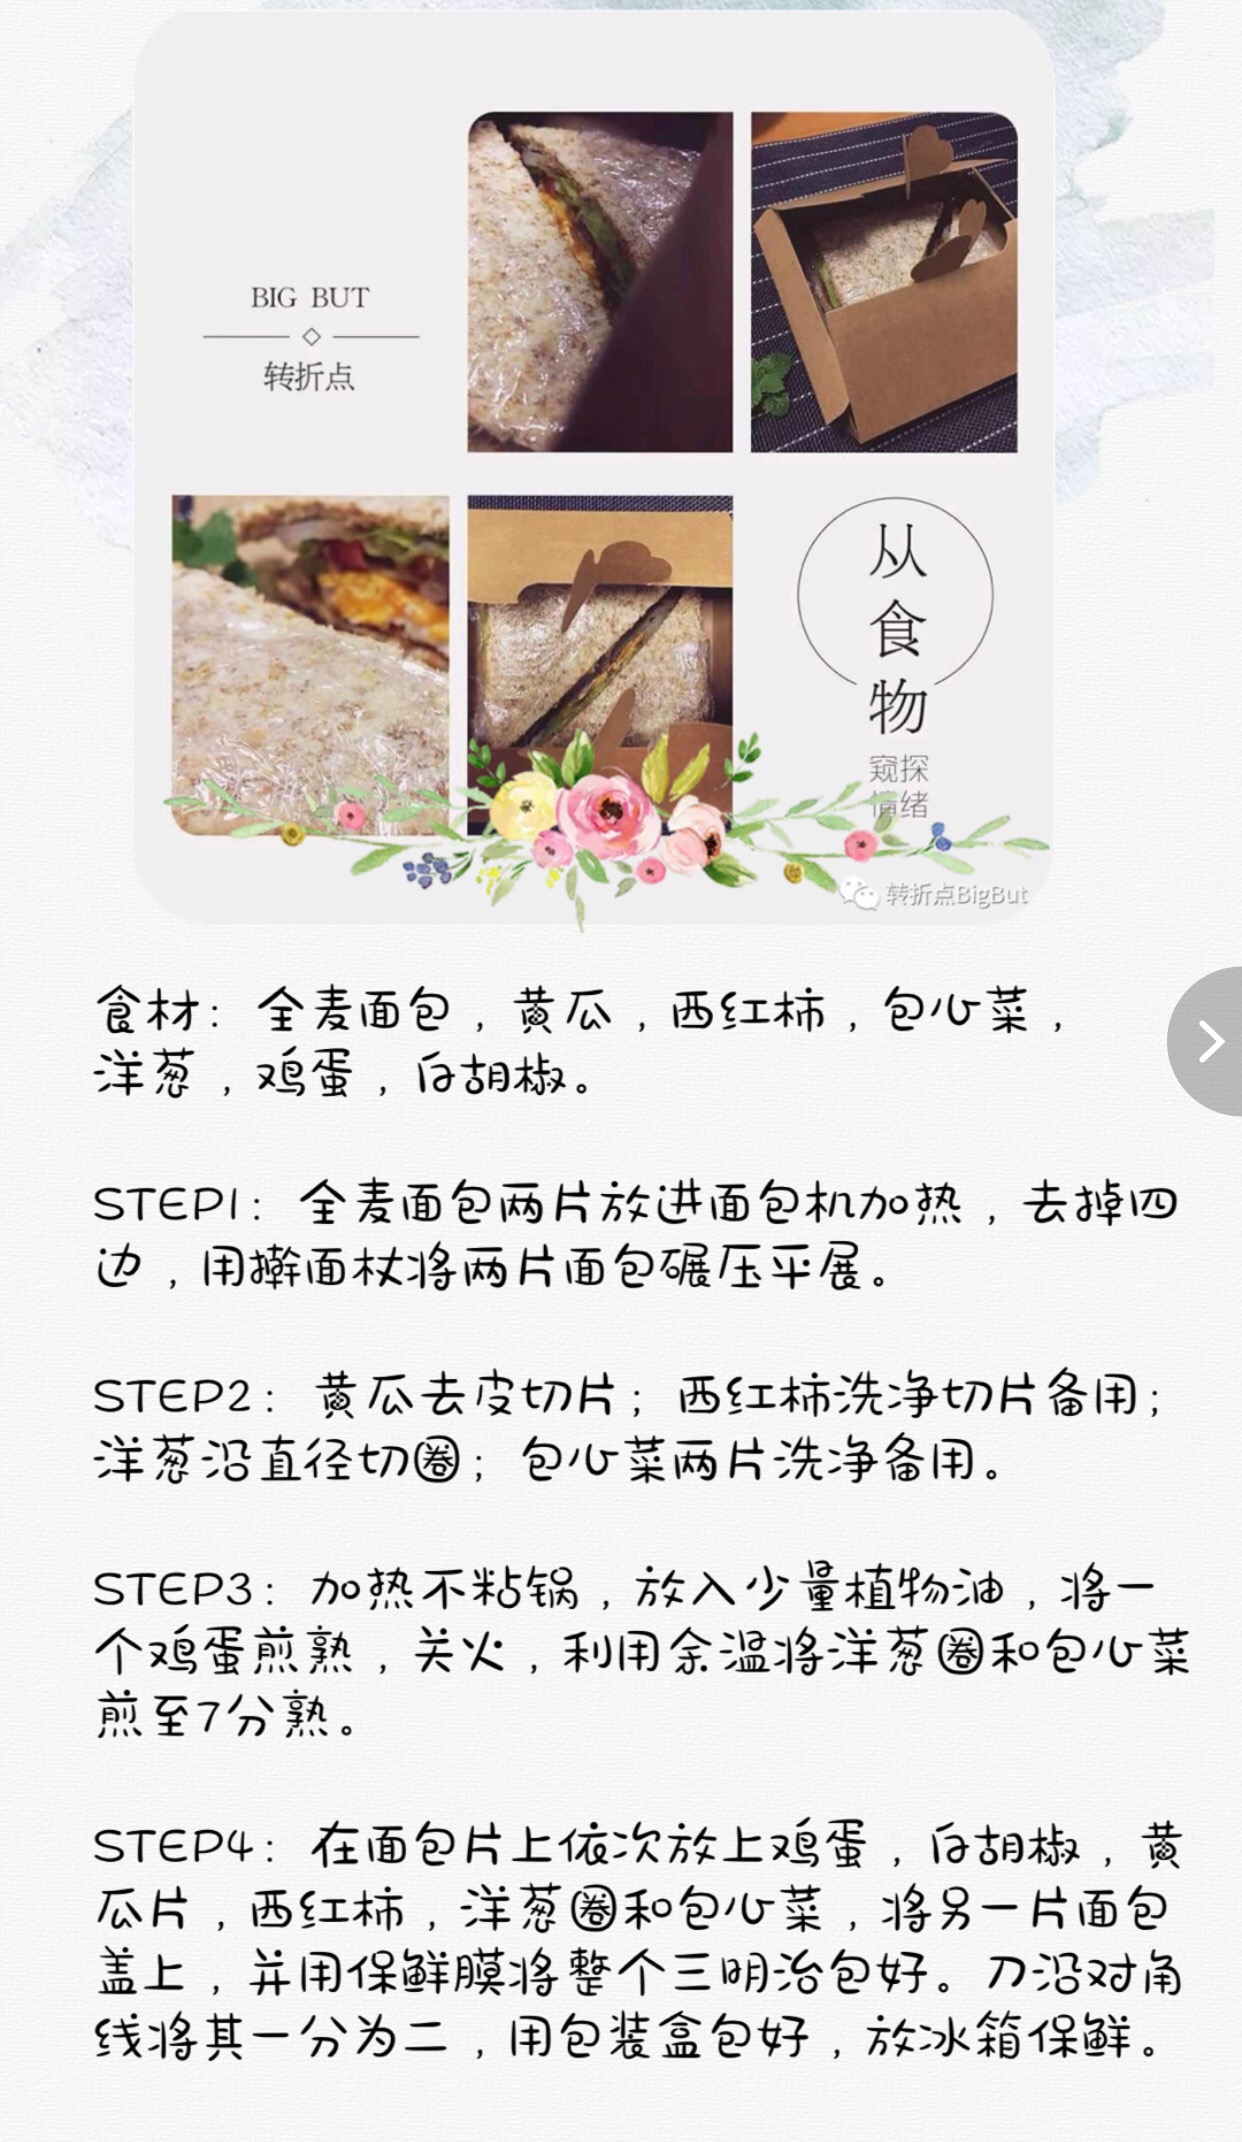 BIG BUT
转折点
从
食
物
窥探
情绪
转折点BigBut
食材：全麦面包，黄瓜，西红柿，包心菜，
洋葱，鸡蛋，白胡椒。
STEP1：全麦面包两片放进面包机加热，去掉四
边，用擀面杖将两片面包碾压平展。
STEP2：黄瓜去皮切片；西红柿洗净切片备用；
洋葱沿直径切圈；包心菜两片洗净备用。
STEP3：加热不粘锅，放入少量植物油，将一
个鸡蛋煎熟，关火，利用余温将洋葱圈和包心菜
煎至7分熟。
STEP4：在面包片上依次放上鸡蛋，白胡椒，黄
瓜片，西红柿，洋葱圈和包心菜，将另一片面包
盖上，并用保鲜膜将整个三明治包好。刀沿对角
线将其一分为二，用包装盒包好，放冰箱保鲜。